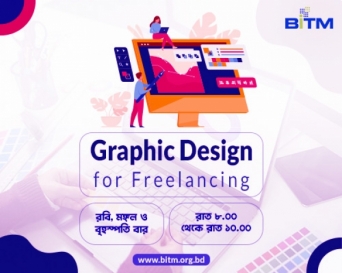 BiTM
Graphic Design
for Freelancing
রবি, মঙ্গল ও
বৃহস্পতি বার
রাত ৮.০০
থেকে রাত ১০.০০
www.bitm.org.bd